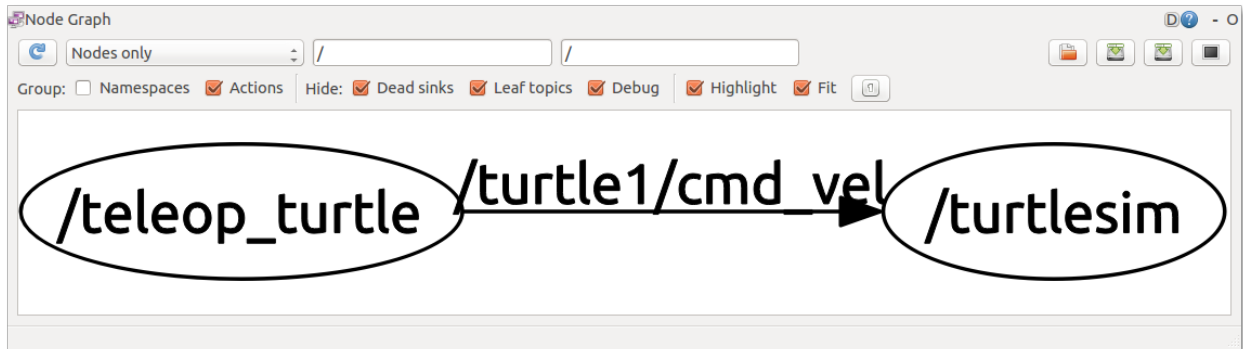 Node Graph D ? - O
Nodes only / /
Group: Namespaces Actions Hide: Dead sinks Leaf topics Debug Highlight Fit
/teleop_turtle /turtle1/cmd_vel /turtlesim